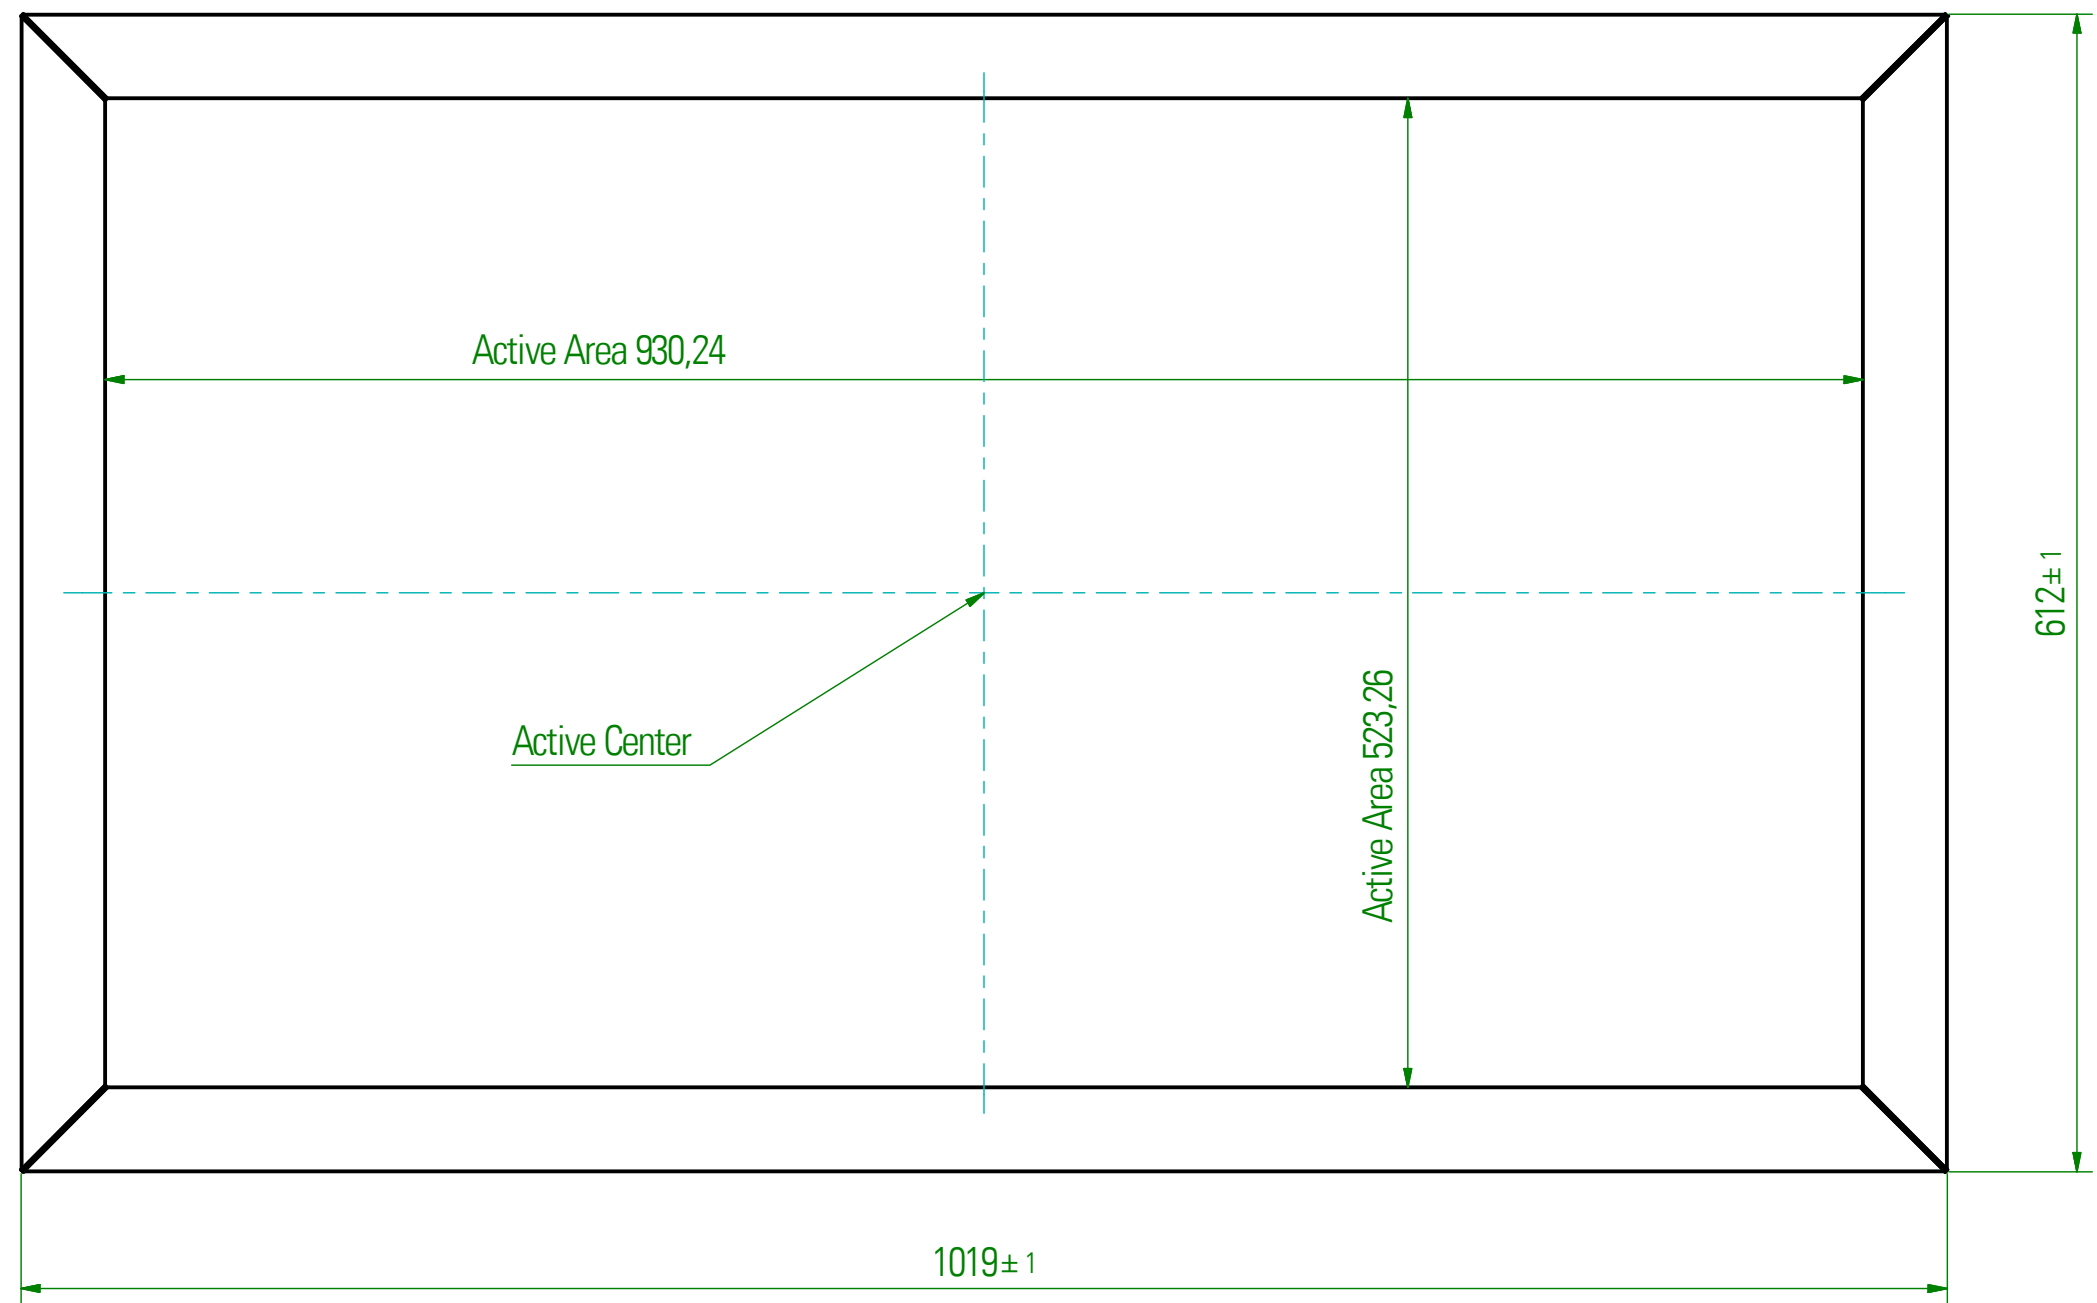 Active Area 930,24
612± 1
Active Area 523,26
Active Center
1019± 1